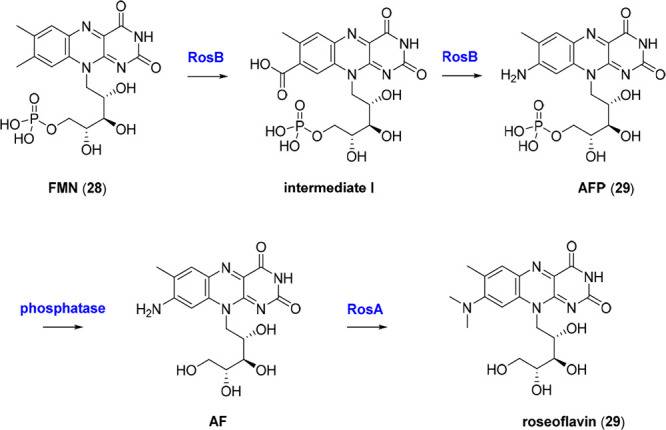 O O O
N NH N NH N NH
RosB RosB
N N O HO N N O H₂N N N O
O
OH OH OH
O O O
HO P HO P HO P
HO O OH HO O OH HO O OH
OH OH OH
FMN (28) intermediate I AFP (29)
O O
N NH N NH
phosphatase RosA
H₂N N N O N N N O
OH OH
HO OH HO OH
OH OH
AF roseoflavin (29)